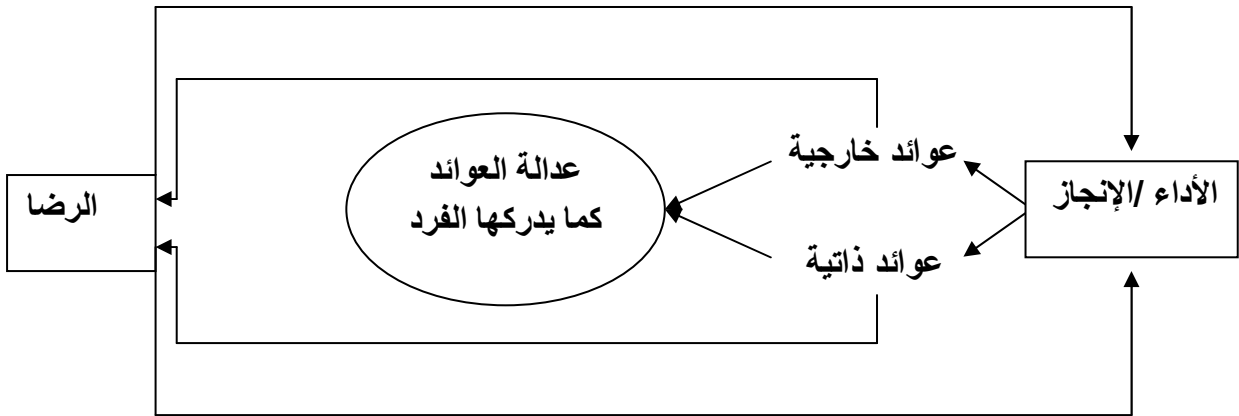 عوائد خارجية
الأداء /الإنجاز
عدالة العوائد
كما يدركها الفرد
الرضا
عوائد ذاتية